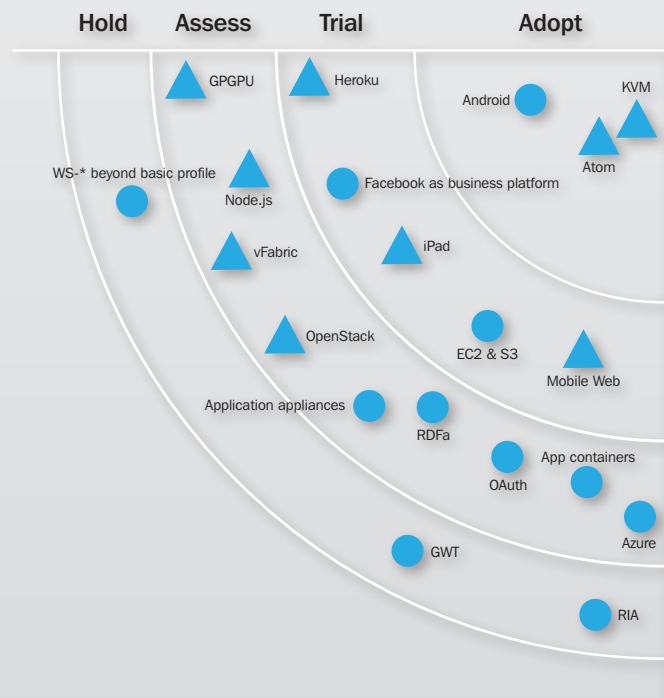 Hold
Assess
Trial
Adopt
GPGPU
Heroku
Android
KVM
Atom
WS-* beyond basic profile
Node.js
Facebook as business platform
vFabric
iPad
OpenStack
EC2 & S3
Mobile Web
Application appliances
RDFa
App containers
OAuth
Azure
GWT
RIA